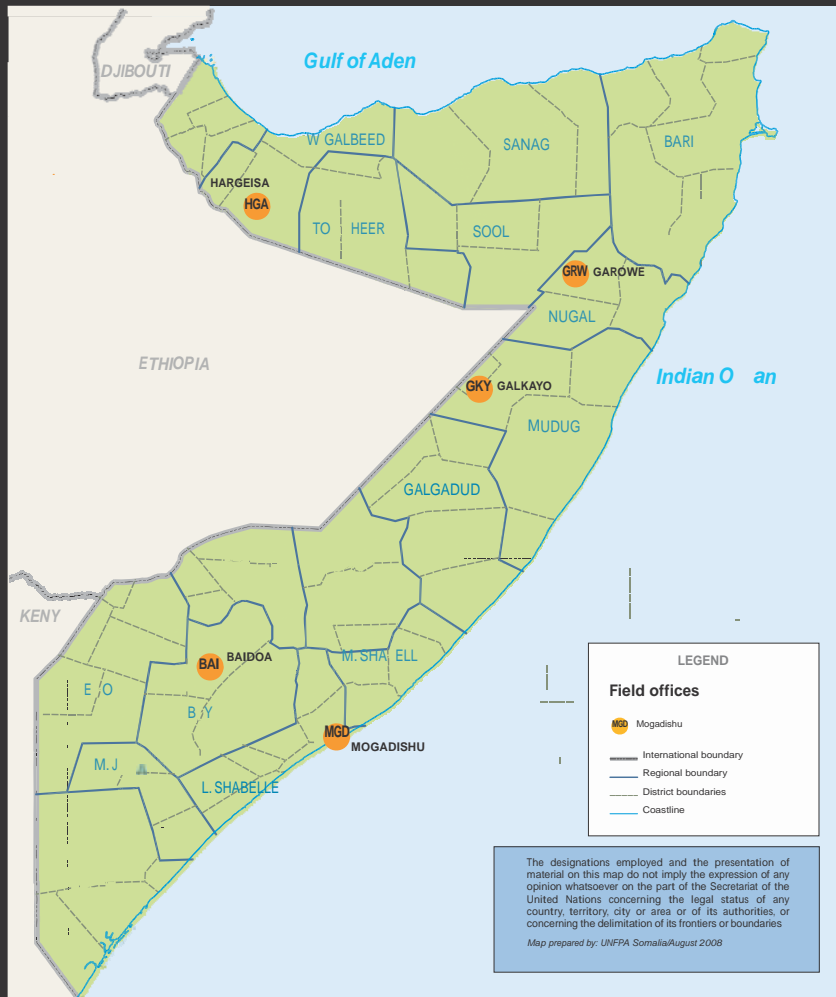 Gulf of Aden
DJIBOUTI
W GALBEED
SANAG
BARI
HARGEISA
HGA
TO HEER
SOOL
GRW GAROWE
NUGAL
ETHIOPIA
Indian O an
GKY GALKAYO
MUDUG
GALGADUD
KENY
M. SHA ELL
BAI BAIDOA
E O
B Y
MGD
MOGADISHU
M. J
L. SHABELLE
LEGEND
Field offices
MGD Mogadishu
International boundary
Regional boundary
District boundaries
Coastline
The designations employed and the presentation of
material on this map do not imply the expression of any
opinion whatsoever on the part of the Secretariat of the
United Nations concerning the legal status of any
country, territory, city or area or of its authorities, or
concerning the delimitation of its frontiers or boundaries
Map prepared by: UNFPA Somalia/August 2008